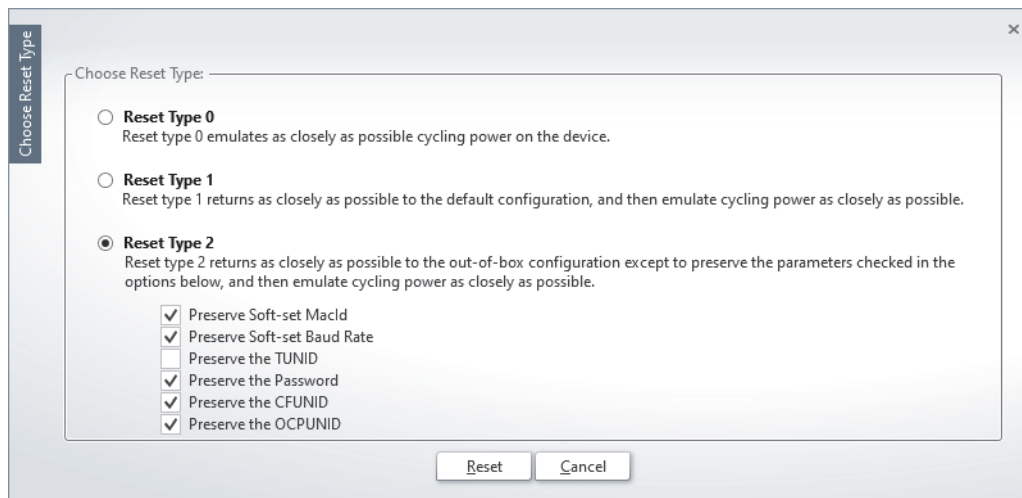 Choose Reset Type
Choose Reset Type:
Reset Type 0
Reset type 0 emulates as closely as possible cycling power on the device.
Reset Type 1
Reset type 1 returns as closely as possible to the default configuration, and then emulate cycling power as closely as possible.
Reset Type 2
Reset type 2 returns as closely as possible to the out-of-box configuration except to preserve the parameters checked in the
options below, and then emulate cycling power as closely as possible.
Preserve Soft-set MacId
Preserve Soft-set Baud Rate
Preserve the TUNID
Preserve the Password
Preserve the CFUNID
Preserve the OCPUNID
Reset Cancel